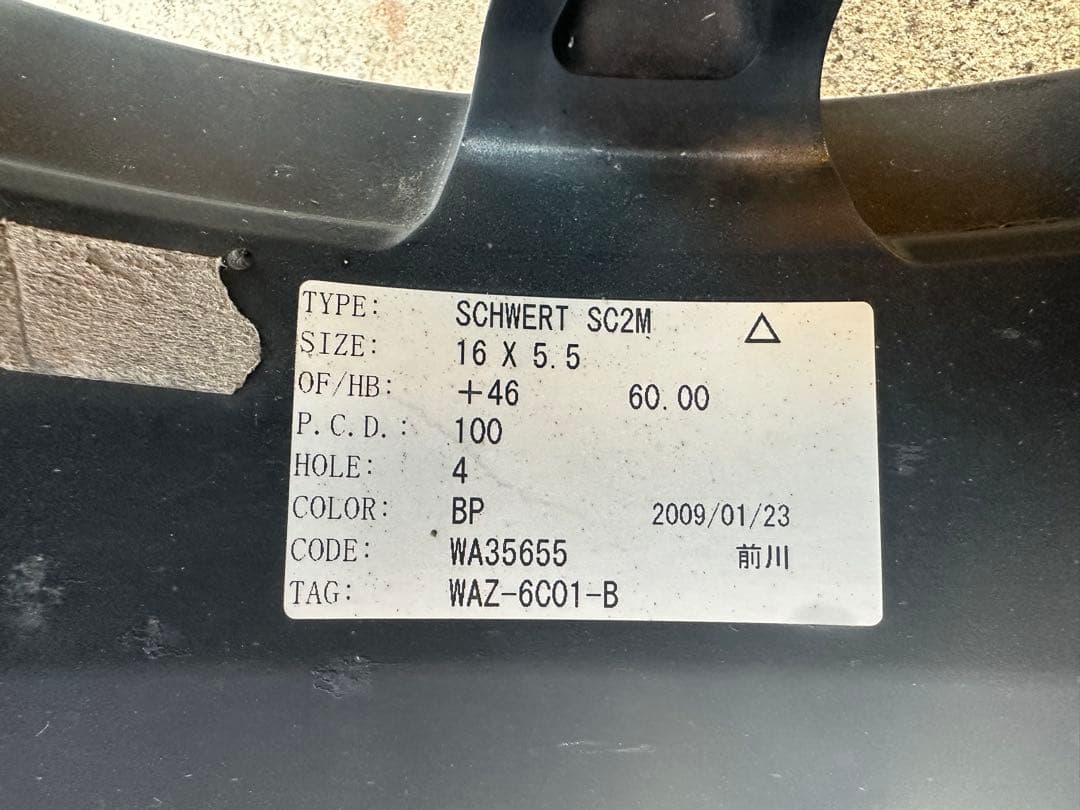 TYPE: SCHWERT SC2M △
SIZE: 16 X 5.5
OF/HB: +46 60.00
P.C.D.: 100
HOLE: 4
COLOR: BP 2009/01/23
CODE: WA35655 前川
TAG: WAZ-6C01-B